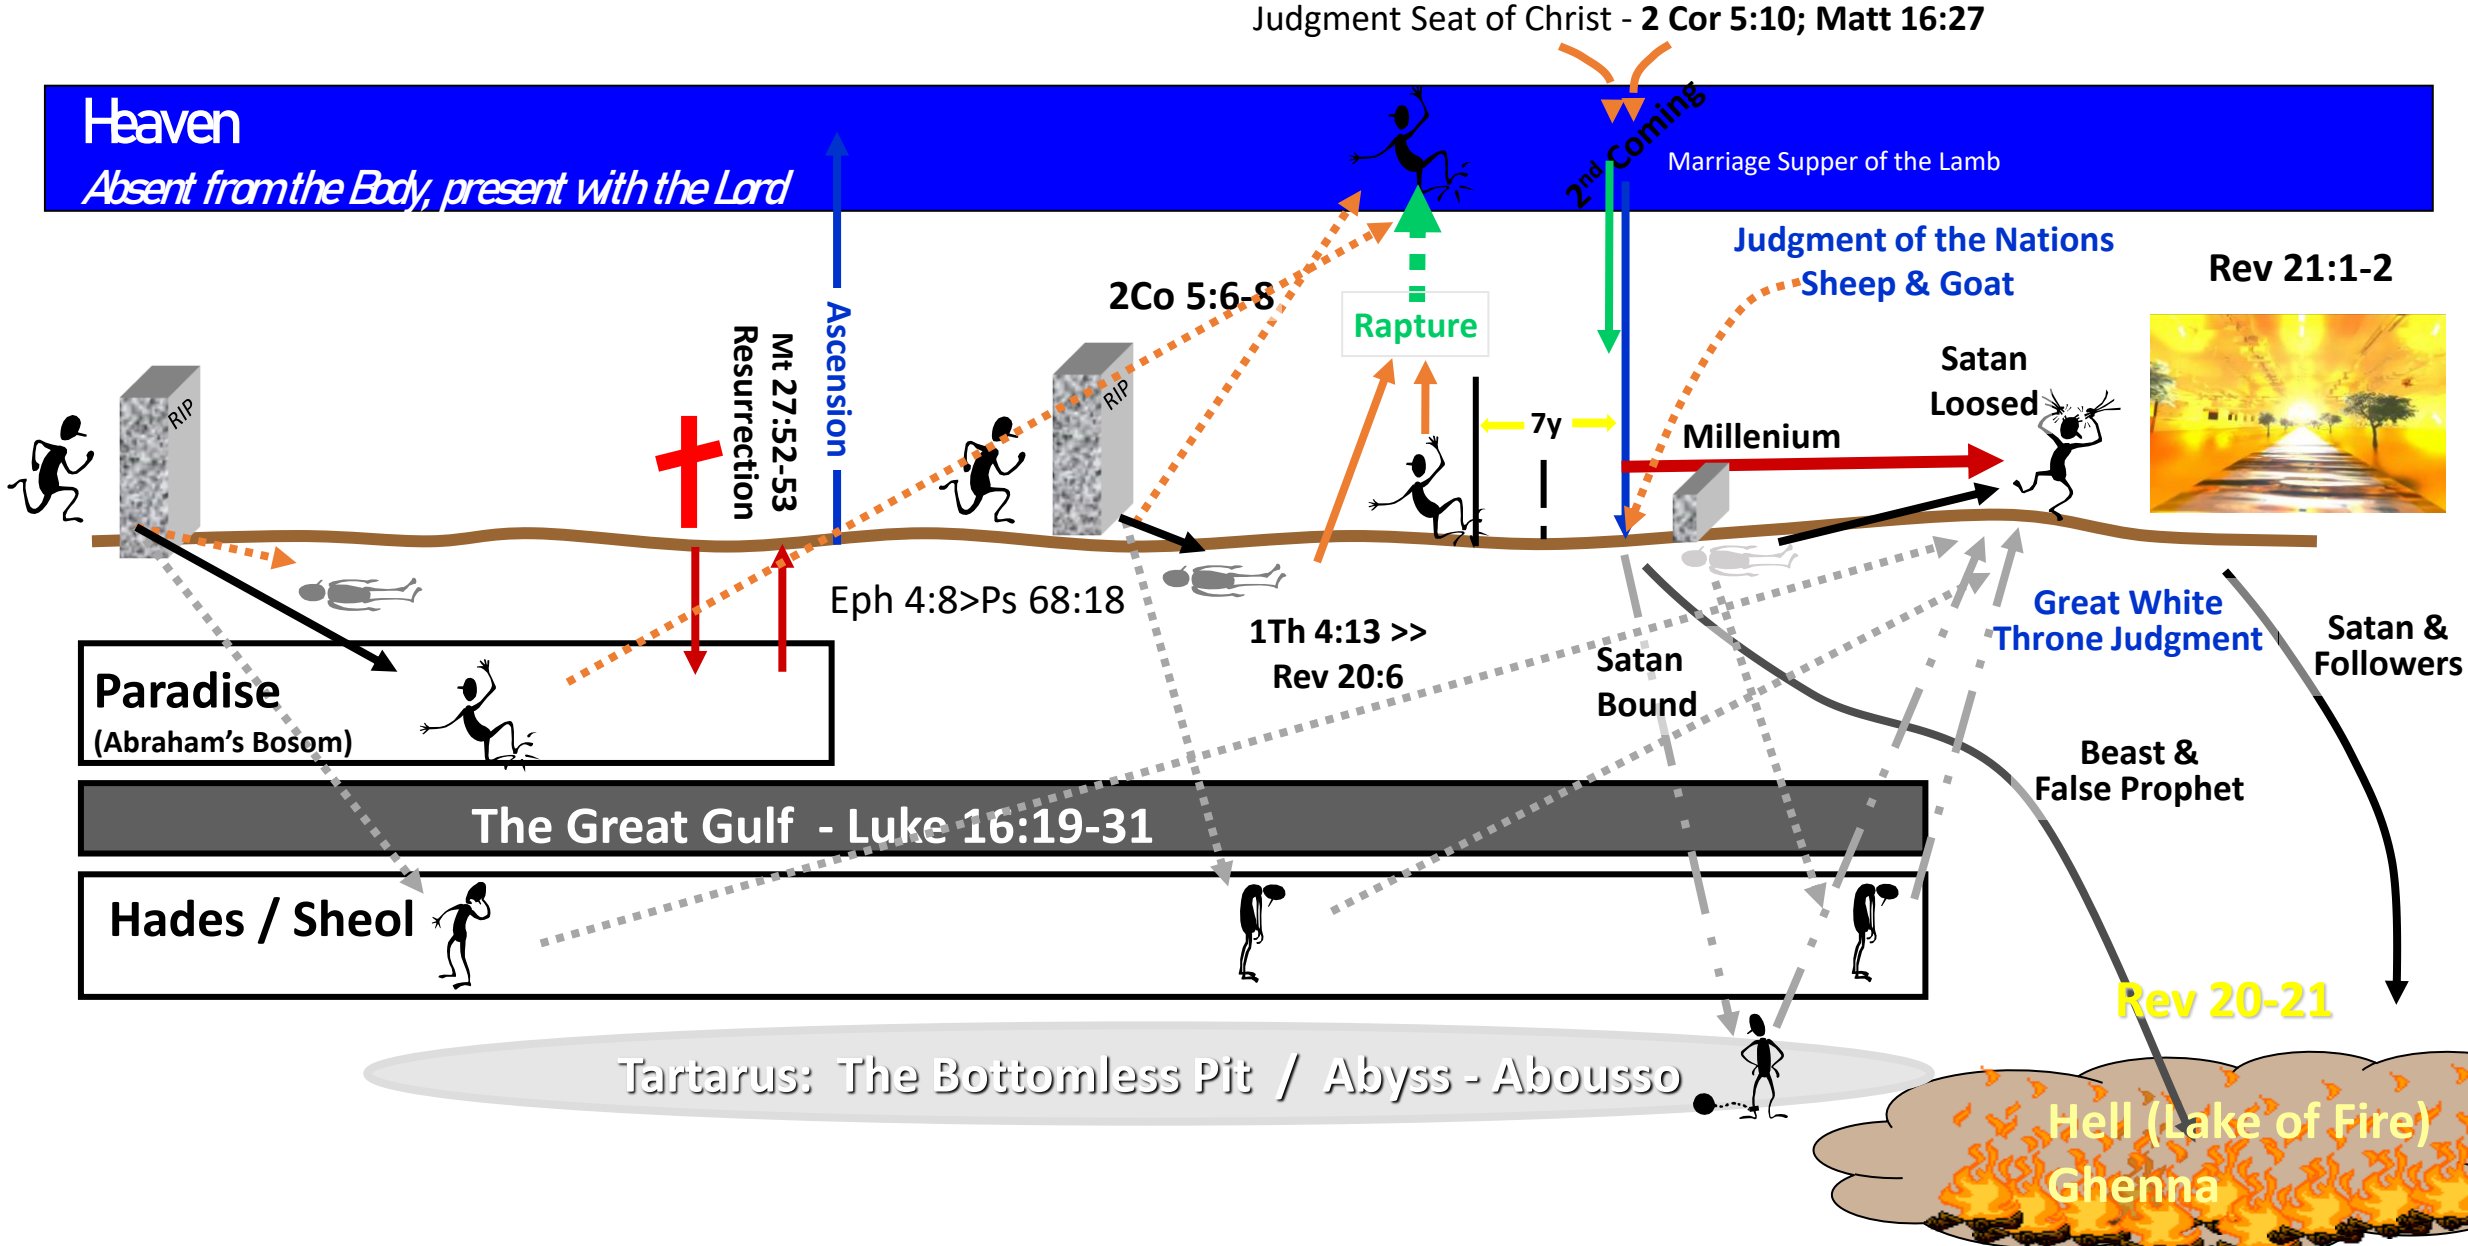 Judgment Seat of Christ - 2 Cor 5:10; Matt 16:27
Heaven
Absent from the Body, present with the Lord
2nd Coming
Marriage Supper of the Lamb
Judgment of the Nations
Sheep & Goat
Rev 21:1-2
2Co 5:6-8
Rapture
Ascension
Mt 27:52-53
Resurrection
RIP
RIP
7y
Millenium
Satan
Loosed
Eph 4:8>Ps 68:18
1Th 4:13 >>
Rev 20:6
Satan
Bound
Great White
Throne Judgment
Satan &
Followers
Paradise
(Abraham's Bosom)
Beast &
False Prophet
The Great Gulf - Luke 16:19-31
Hades / Sheol
Rev 20-21
Tartarus: The Bottomless Pit / Abyss - Abousso
Hell (Lake of Fire)
Ghenna